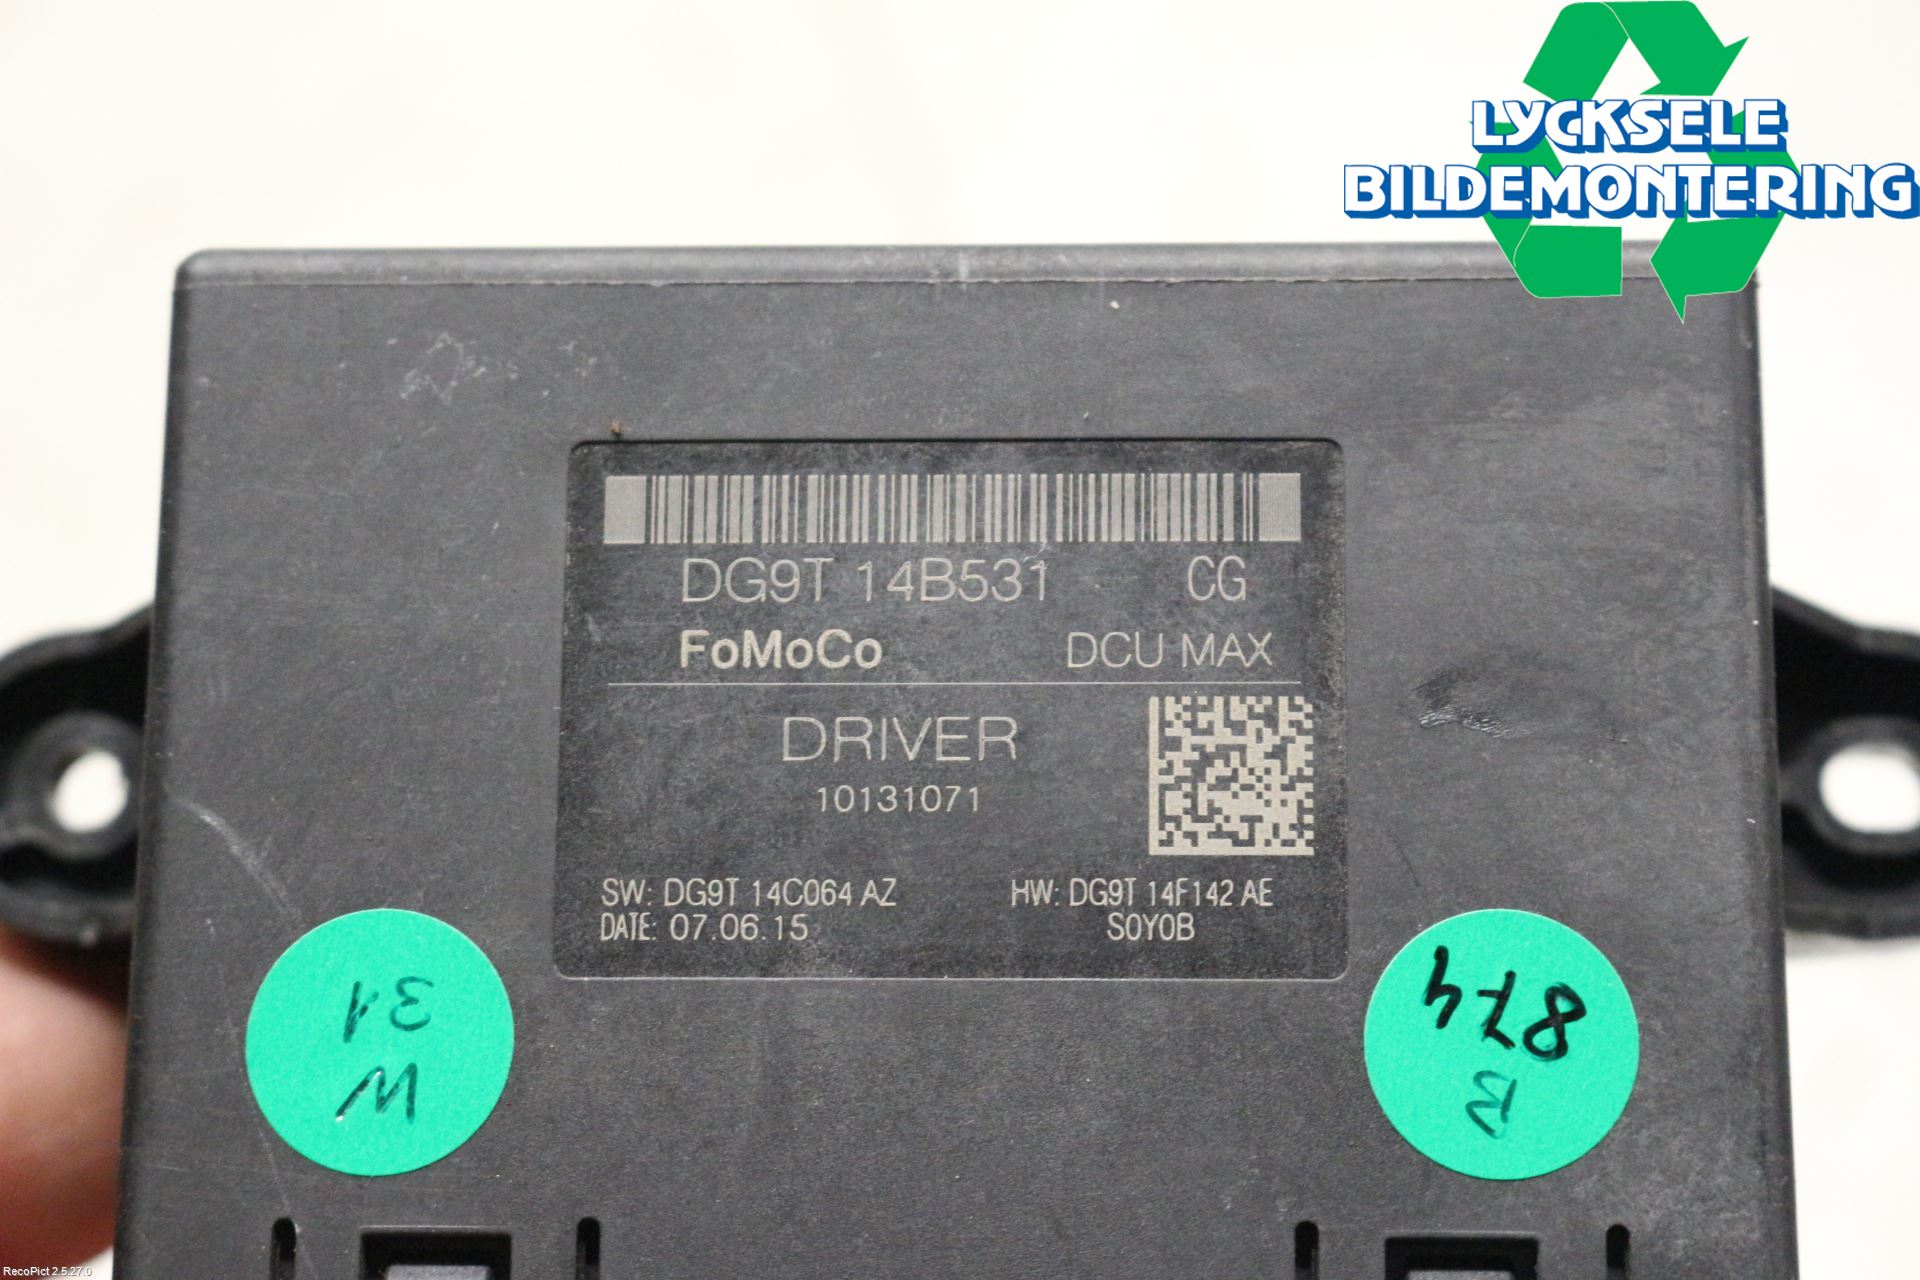 LYCKSELE
BILDEMONTERING
DG9T 14B531 CG
FoMoCo DCU MAX
DRIVER
10131071
SW: DG9T 14C064 AZ HW: DG9T 14F142 AE
DATE: 07.06.15 S0Y0B
W
31
B
874
RecoPict 2.5.27.0